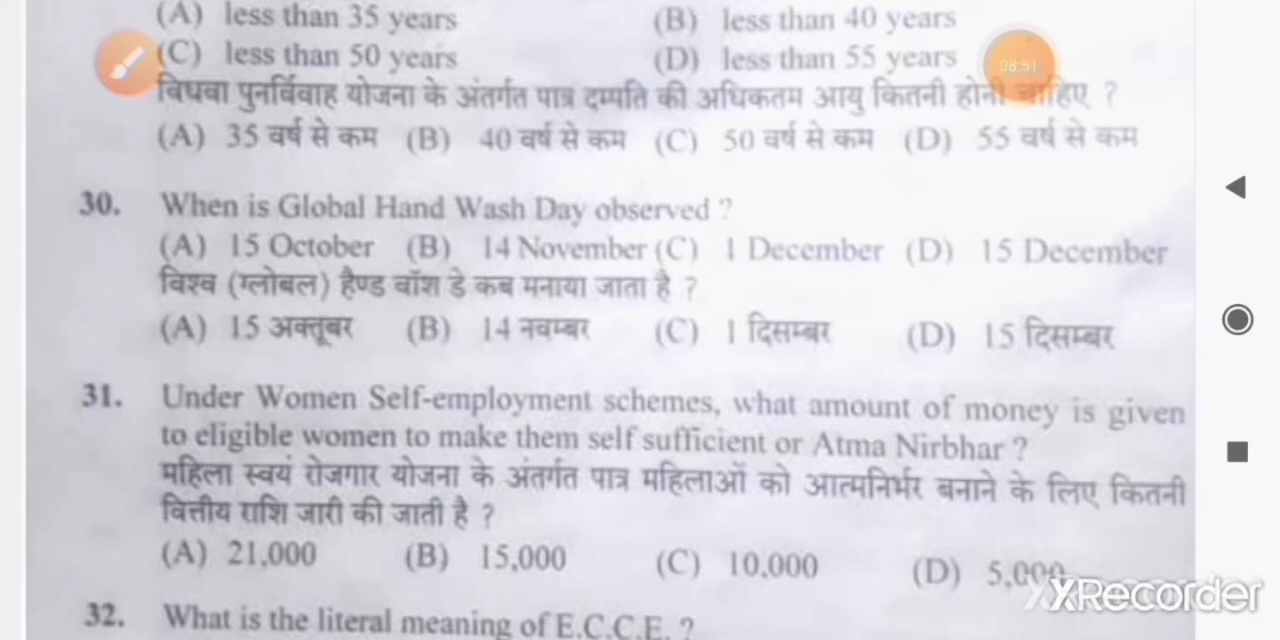 (A) less than 35 years (B) less than 40 years
(C) less than 50 years (D) less than 55 years
08:51
विधवा पुनर्विवाह योजना के अंतर्गत पात्र दम्पति की अधिकतम आयु कितनी होनी चाहिए ?
(A) 35 वर्ष से कम (B) 40 वर्ष से कम (C) 50 वर्ष से कम (D) 55 वर्ष से कम
30. When is Global Hand Wash Day observed ?
(A) 15 October (B) 14 November (C) 1 December (D) 15 December
विश्व (ग्लोबल) हैण्ड वॉश डे कब मनाया जाता है ?
(A) 15 अक्तूबर (B) 14 नवम्बर (C) 1 दिसम्बर (D) 15 दिसम्बर
31. Under Women Self-employment schemes, what amount of money is given
to eligible women to make them self sufficient or Atma Nirbhar ?
महिला स्वयं रोजगार योजना के अंतर्गत पात्र महिलाओं को आत्मनिर्भर बनाने के लिए कितनी
वित्तीय राशि जारी की जाती है ?
(A) 21,000 (B) 15,000 (C) 10,000 (D) 5,000
XRecorder
32. What is the literal meaning of E.C.C.E. ?